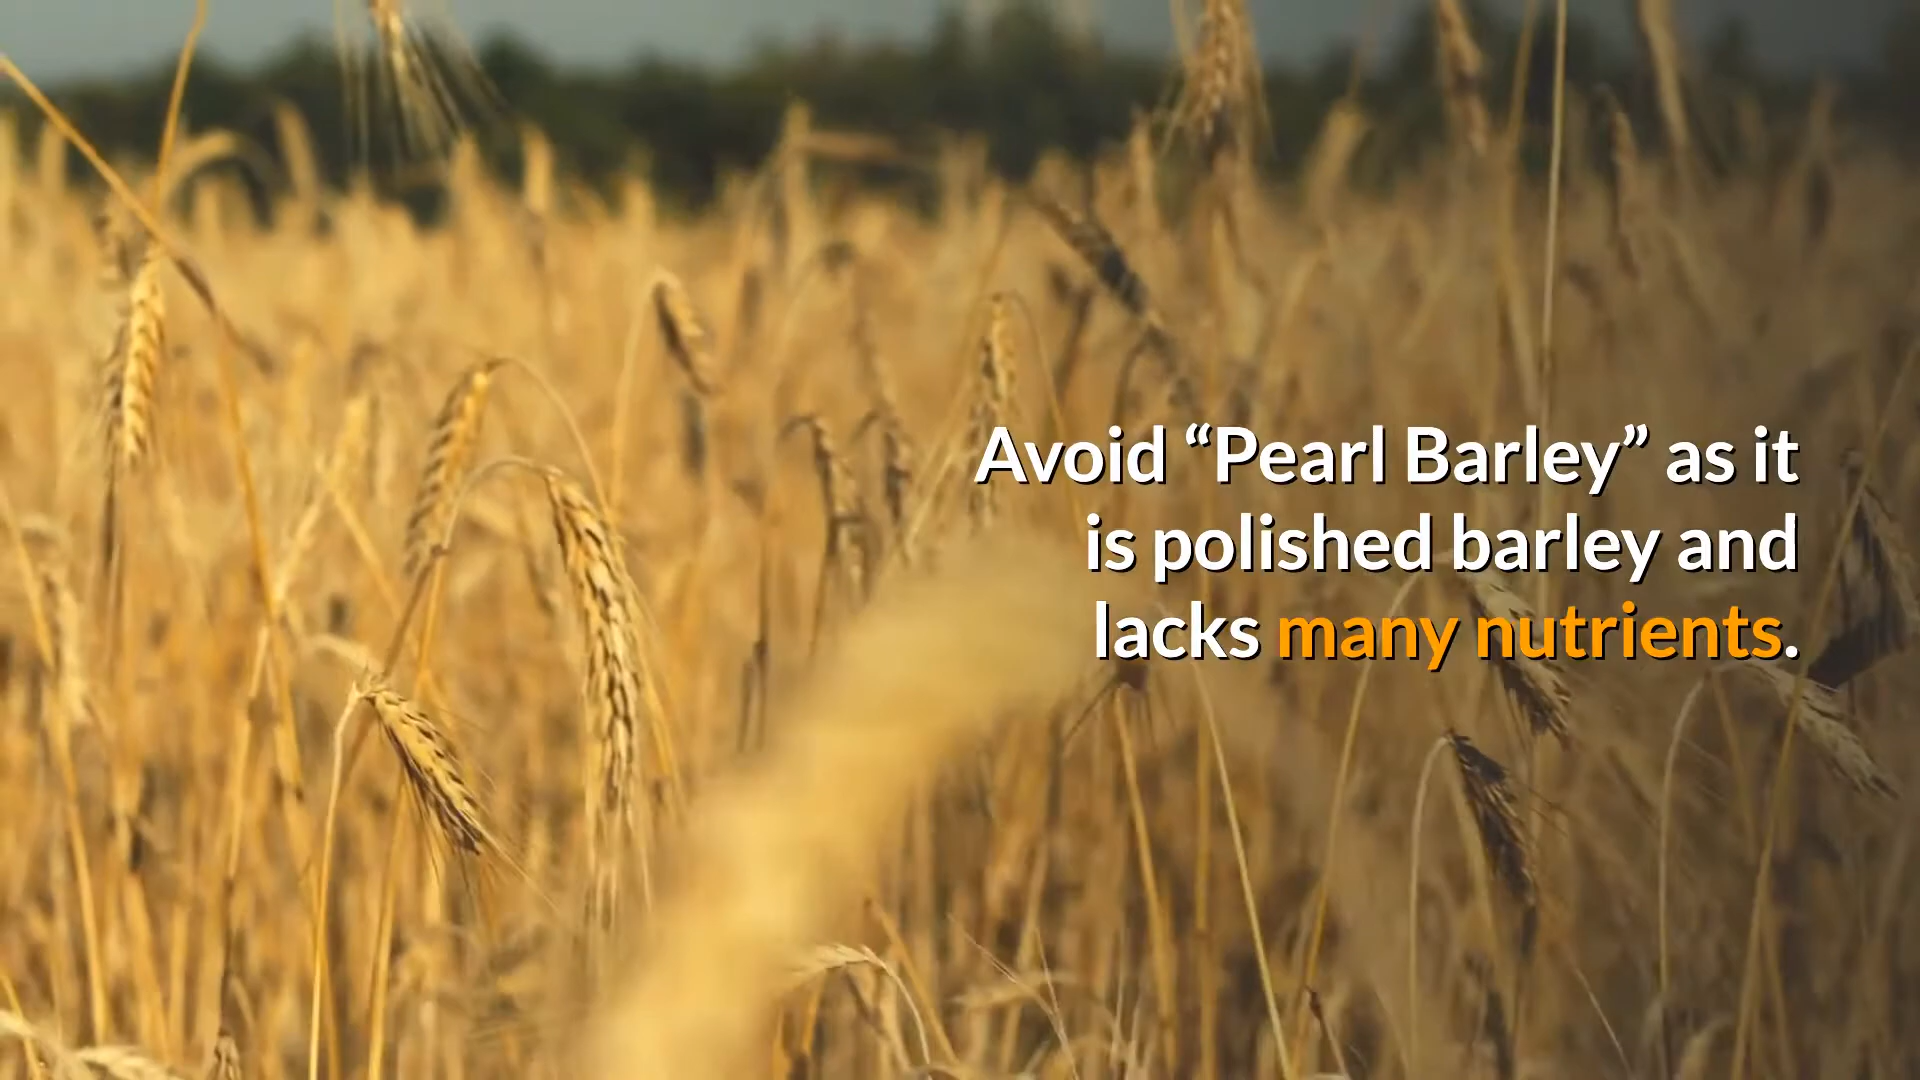 Avoid “Pearl Barley” as it
is polished barley and
lacks many nutrients.